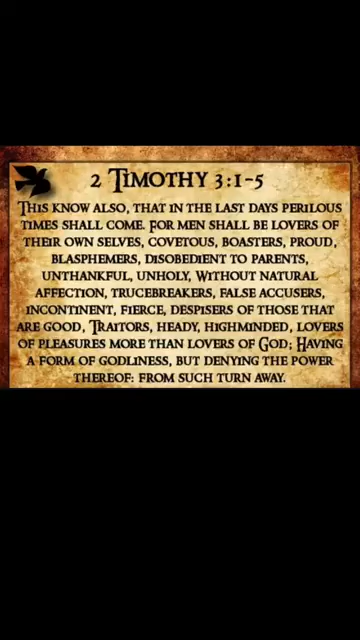 2 Timothy 3:1-5
This know also, that in the last days perilous
times shall come. For men shall be lovers of
their own selves, covetous, boasters, proud,
blasphemers, disobedient to parents,
unthankful, unholy, Without natural
affection, trucebreakers, false accusers,
incontinent, fierce, despisers of those that
are good, Traitors, heady, highminded, lovers
of pleasures more than lovers of God; Having
a form of godliness, but denying the power
thereof: from such turn away.